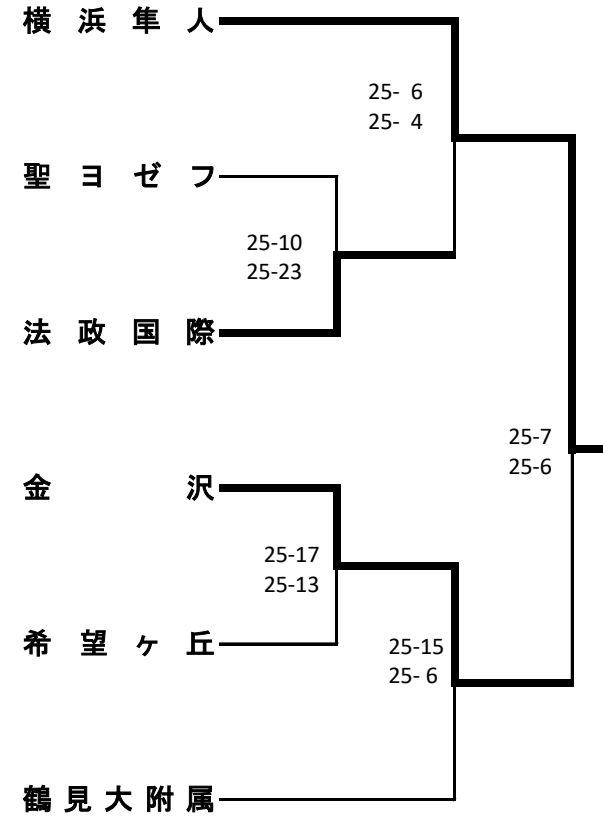 横浜隼人
25- 6
25- 4
聖ヨゼフ
25-10
25-23
法政国際
25-7
25-6
金沢
25-17
25-13
希望ヶ丘
25-15
25- 6
鶴見大附属